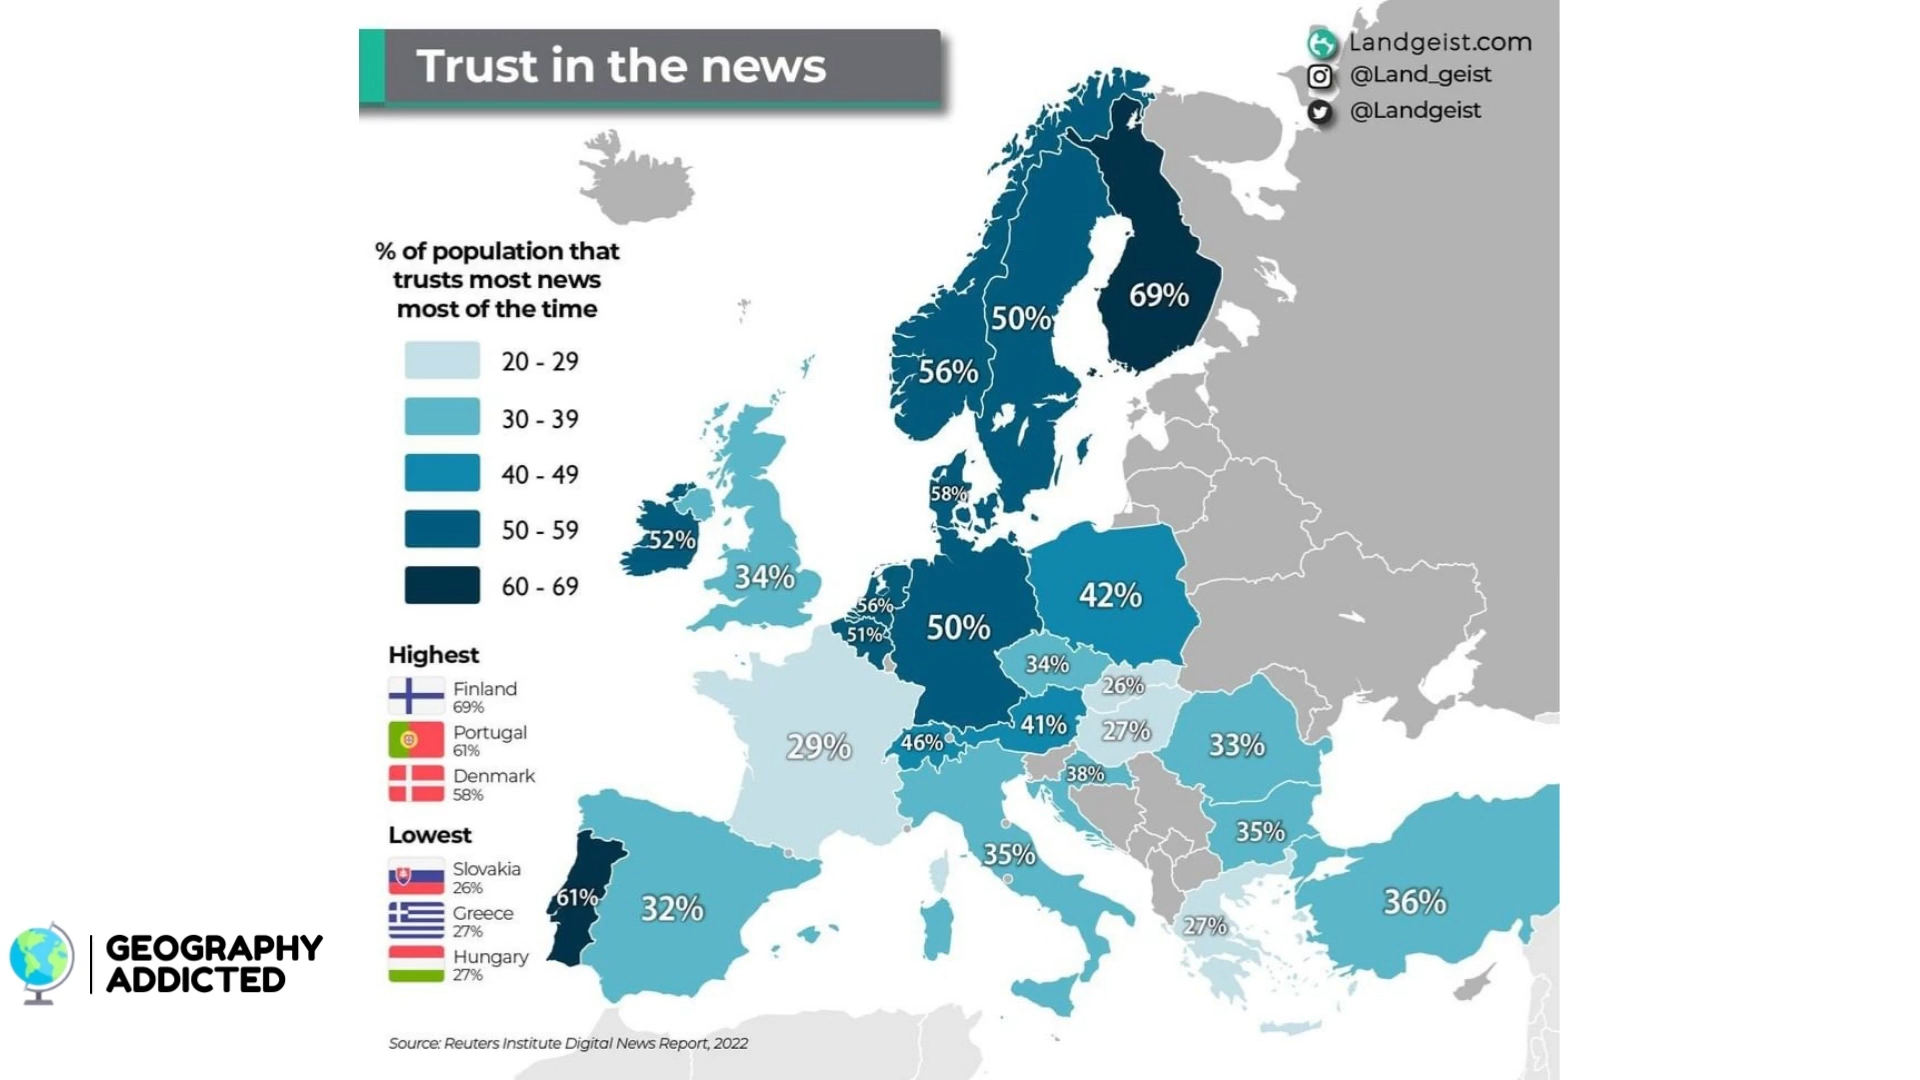 Trust in the news
Landgeist.com
@Land_geist
@Landgeist
% of population that
trusts most news
most of the time
20 - 29
30 - 39
40 - 49
50 - 59
60 - 69
Highest
Finland
69%
Portugal
61%
Denmark
58%
Lowest
Slovakia
26%
Greece
27%
Hungary
27%
69%
50%
56%
58%
52%
34%
56%
51%
50%
42%
34%
26%
41%
27%
46%
29%
33%
38%
35%
35%
61%
32%
36%
27%
GEOGRAPHY
ADDICTED
Source: Reuters Institute Digital News Report, 2022